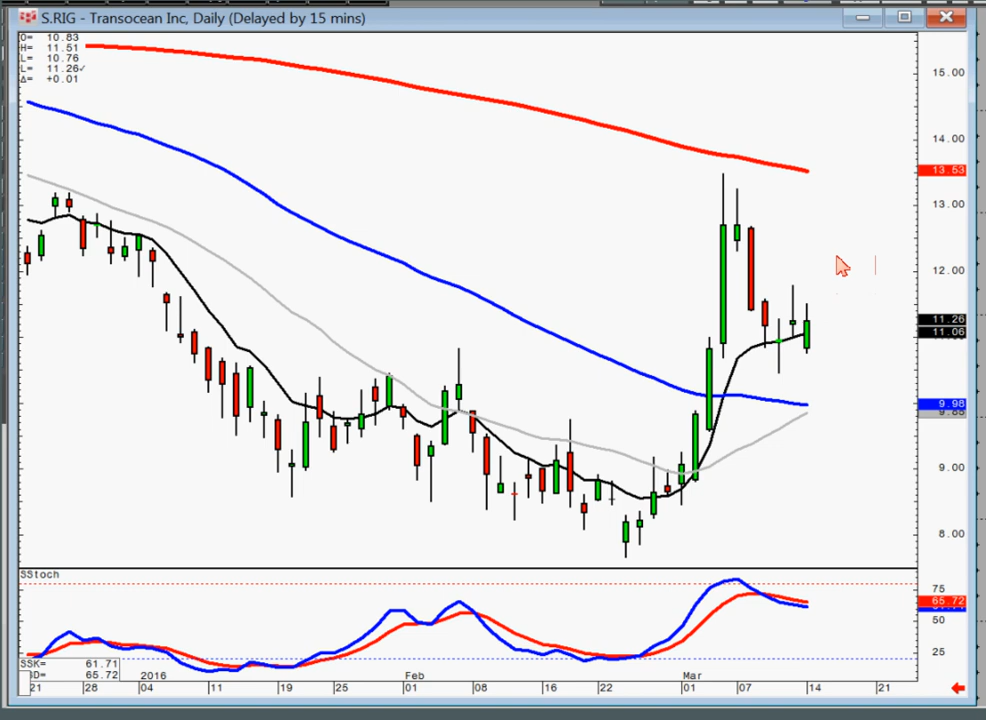 S.RIG - Transocean Inc, Daily (Delayed by 15 mins)
O= 10.83
H= 11.51
L= 10.76
L= 11.26✓
Δ= +0.01
15.00
14.00
13.53
13.00
12.00
11.26
11.06
9.98
9.88
9.00
8.00
SStoch
75
65.72
50
25
SSK= 61.71
SD= 65.72
2016 Feb Mar
21 28 04 11 19 25 01 08 16 22 01 07 14 21